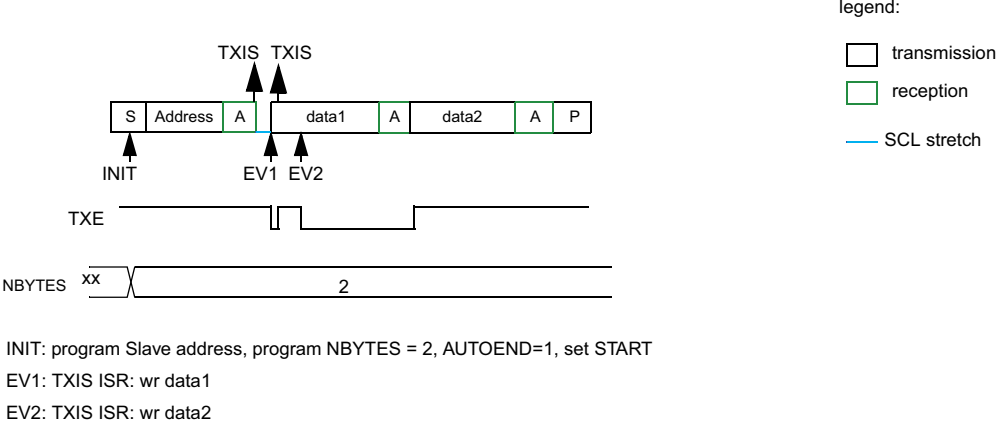 legend:
transmission
reception
SCL stretch
TXIS TXIS
S Address A data1 A data2 A P
INIT EV1 EV2
TXE
NBYTES xx 2
INIT: program Slave address, program NBYTES = 2, AUTOEND=1, set START
EV1: TXIS ISR: wr data1
EV2: TXIS ISR: wr data2